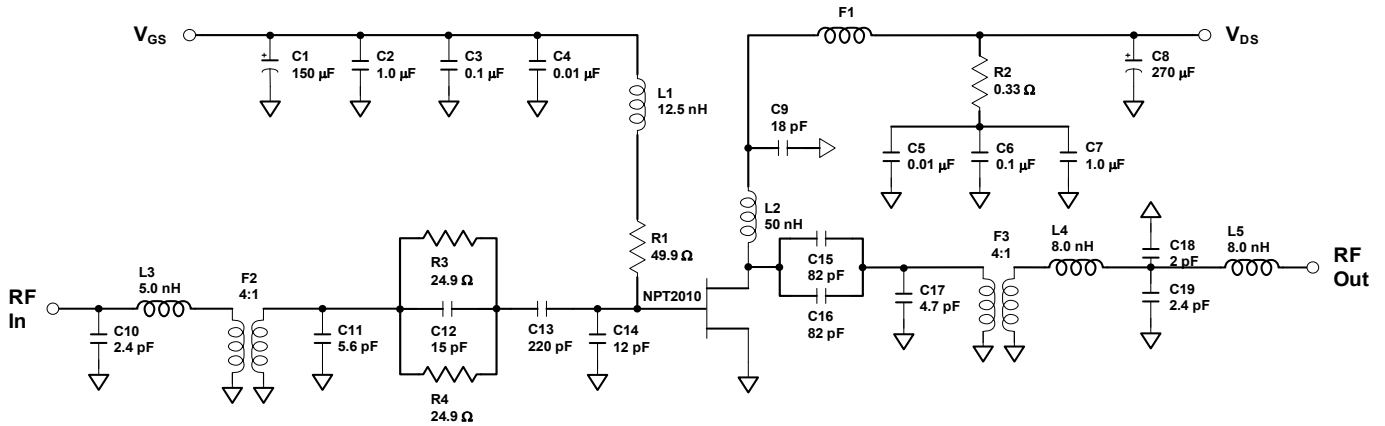 F1
V_GS
V_DS
C1
150 µF
C2
1.0 µF
C3
0.1 µF
C4
0.01 µF
R2
0.33 Ω
C8
270 µF
L1
12.5 nH
C9
18 pF
C5
0.01 µF
C6
0.1 µF
C7
1.0 µF
L2
50 nH
R1
49.9 Ω
R3
24.9 Ω
C15
82 pF
F3
4:1
L4
8.0 nH
C18
2 pF
L5
8.0 nH
L3
5.0 nH
F2
4:1
RF
In
NPT2010
C16
82 pF
C17
4.7 pF
RF
Out
C10
2.4 pF
C11
5.6 pF
C12
15 pF
C13
220 pF
C14
12 pF
C19
2.4 pF
R4
24.9 Ω